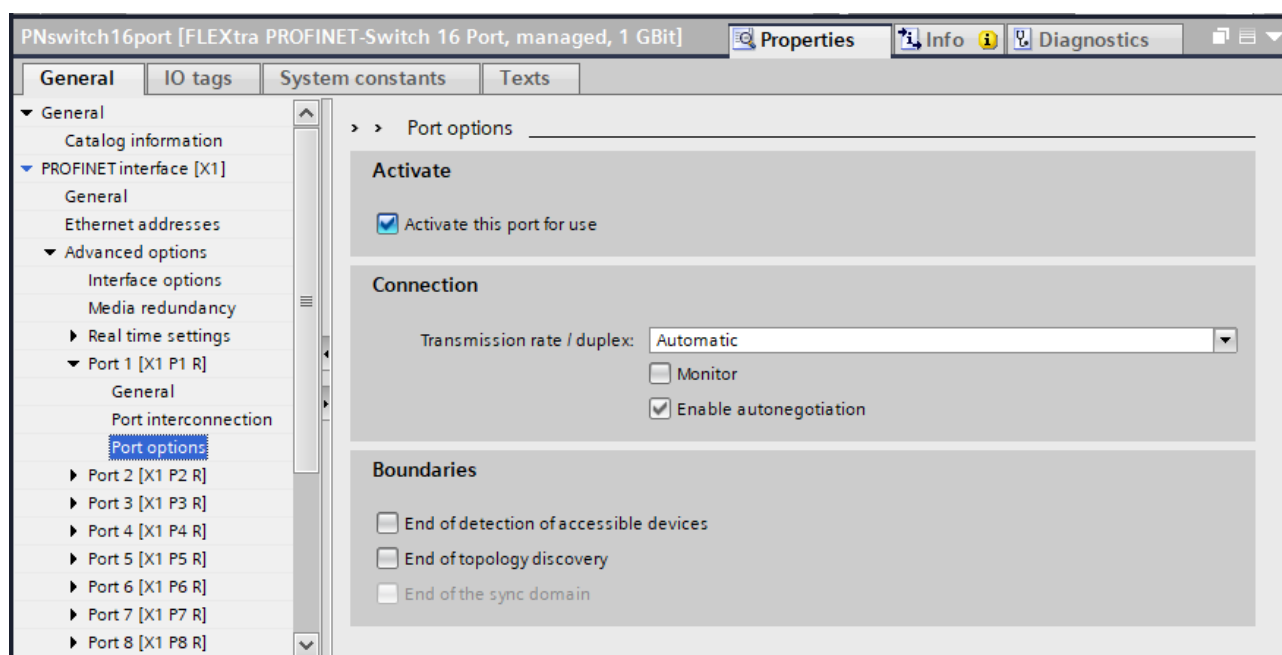 PNswitch16port [FLEXtra PROFINET-Switch 16 Port, managed, 1 GBit]
Properties
Info
Diagnostics
General
IO tags
System constants
Texts
General
Catalog information
PROFINET interface [X1]
General
Ethernet addresses
Advanced options
Interface options
Media redundancy
Real time settings
Port 1 [X1 P1 R]
General
Port interconnection
Port options
Port 2 [X1 P2 R]
Port 3 [X1 P3 R]
Port 4 [X1 P4 R]
Port 5 [X1 P5 R]
Port 6 [X1 P6 R]
Port 7 [X1 P7 R]
Port 8 [X1 P8 R]
Port options
Activate
Activate this port for use
Connection
Transmission rate / duplex: Automatic
Monitor
Enable autonegotiation
Boundaries
End of detection of accessible devices
End of topology discovery
End of the sync domain